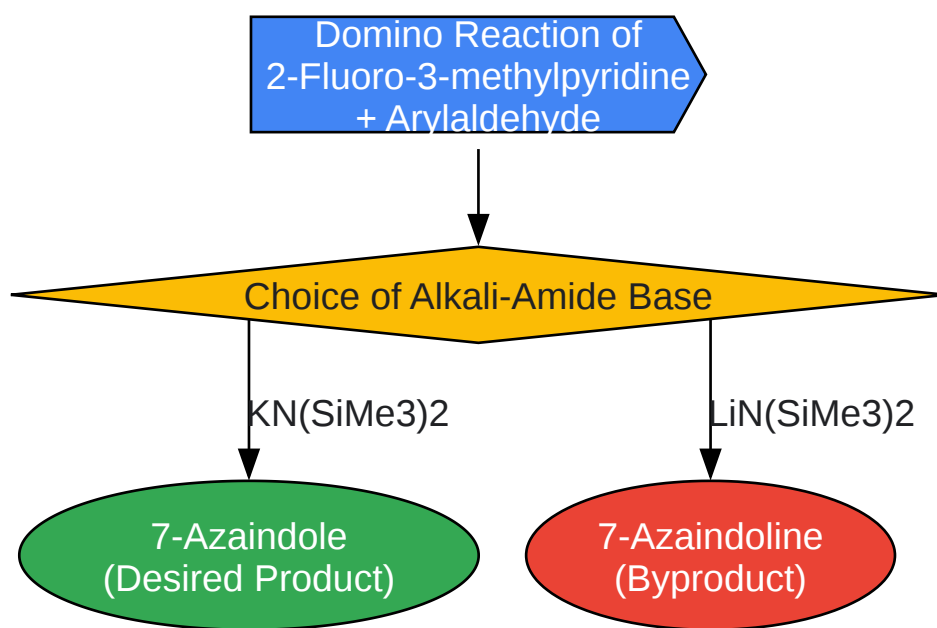 Domino Reaction of
2-Fluoro-3-methylpyridine
+ Arylaldehyde
Choice of Alkali-Amide Base
KN(SiMe3)2
LiN(SiMe3)2
7-Azaindole
(Desired Product)
7-Azaindoline
(Byproduct)